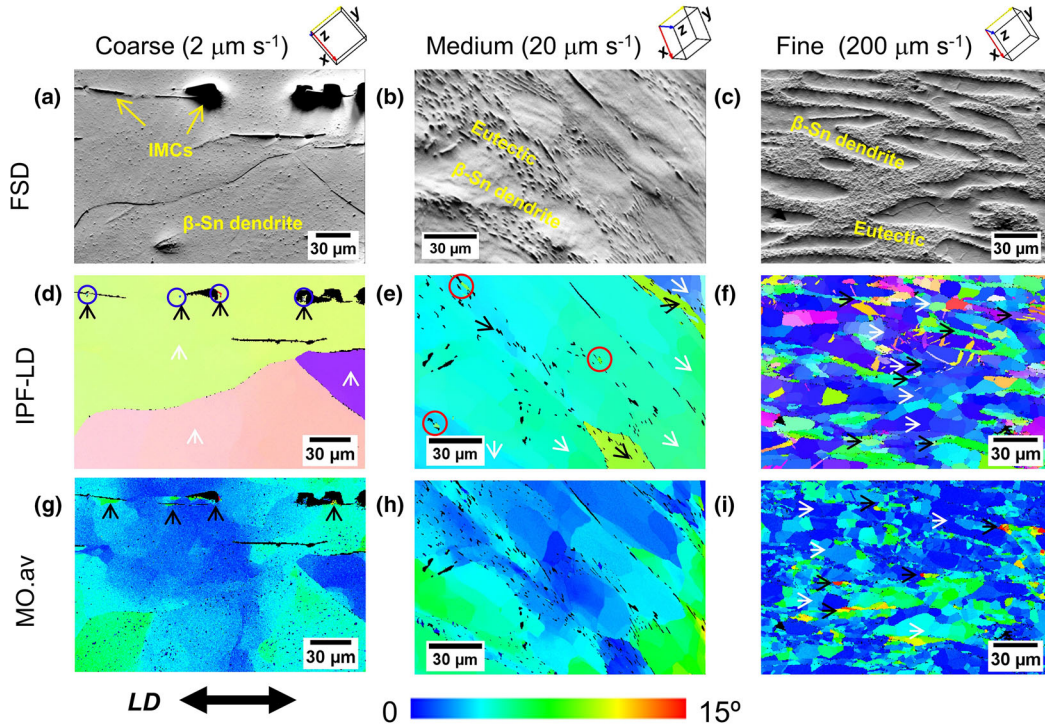 Coarse (2 μm s⁻¹)
x
y
z
Medium (20 μm s⁻¹)
x
y
z
Fine (200 μm s⁻¹)
x
y
z
FSD
(a)
IMCs
β-Sn dendrite
30 μm
(b)
Eutectic
β-Sn dendrite
30 μm
(c)
β-Sn dendrite
Eutectic
30 μm
IPF-LD
(d)
30 μm
(e)
30 μm
(f)
30 μm
MO.av
(g)
30 μm
(h)
30 μm
(i)
30 μm
LD
0
15º